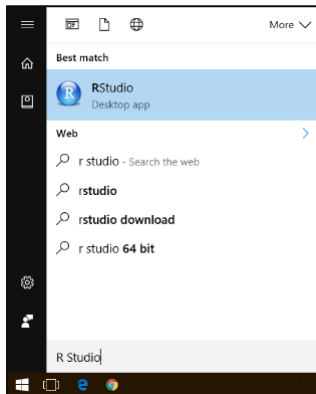 More
Best match
R
RStudio
Desktop app
Web
r studio - Search the web
rstudio
rstudio download
r studio 64 bit
R Studio